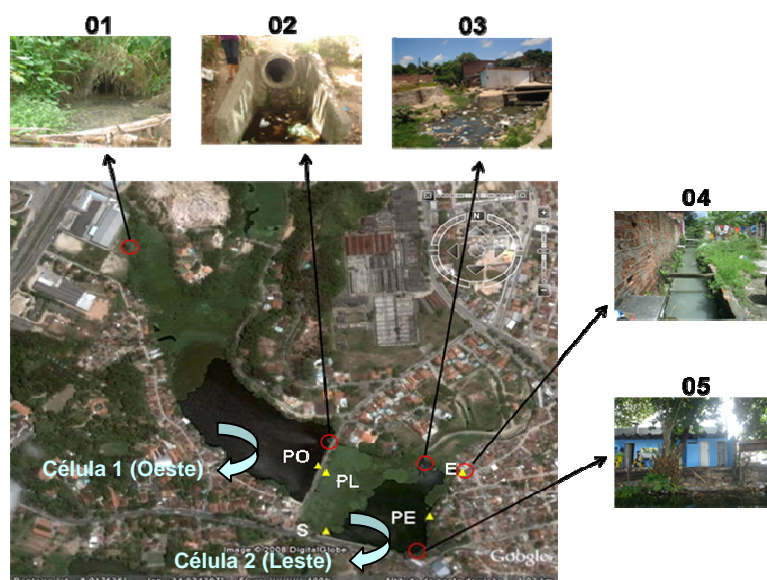 01
02
03
04
05
N
PO
PL
E
Célula 1 (Oeste)
S
PE
Célula 2 (Leste)
Image © 2008 DigitalGlobe
Google